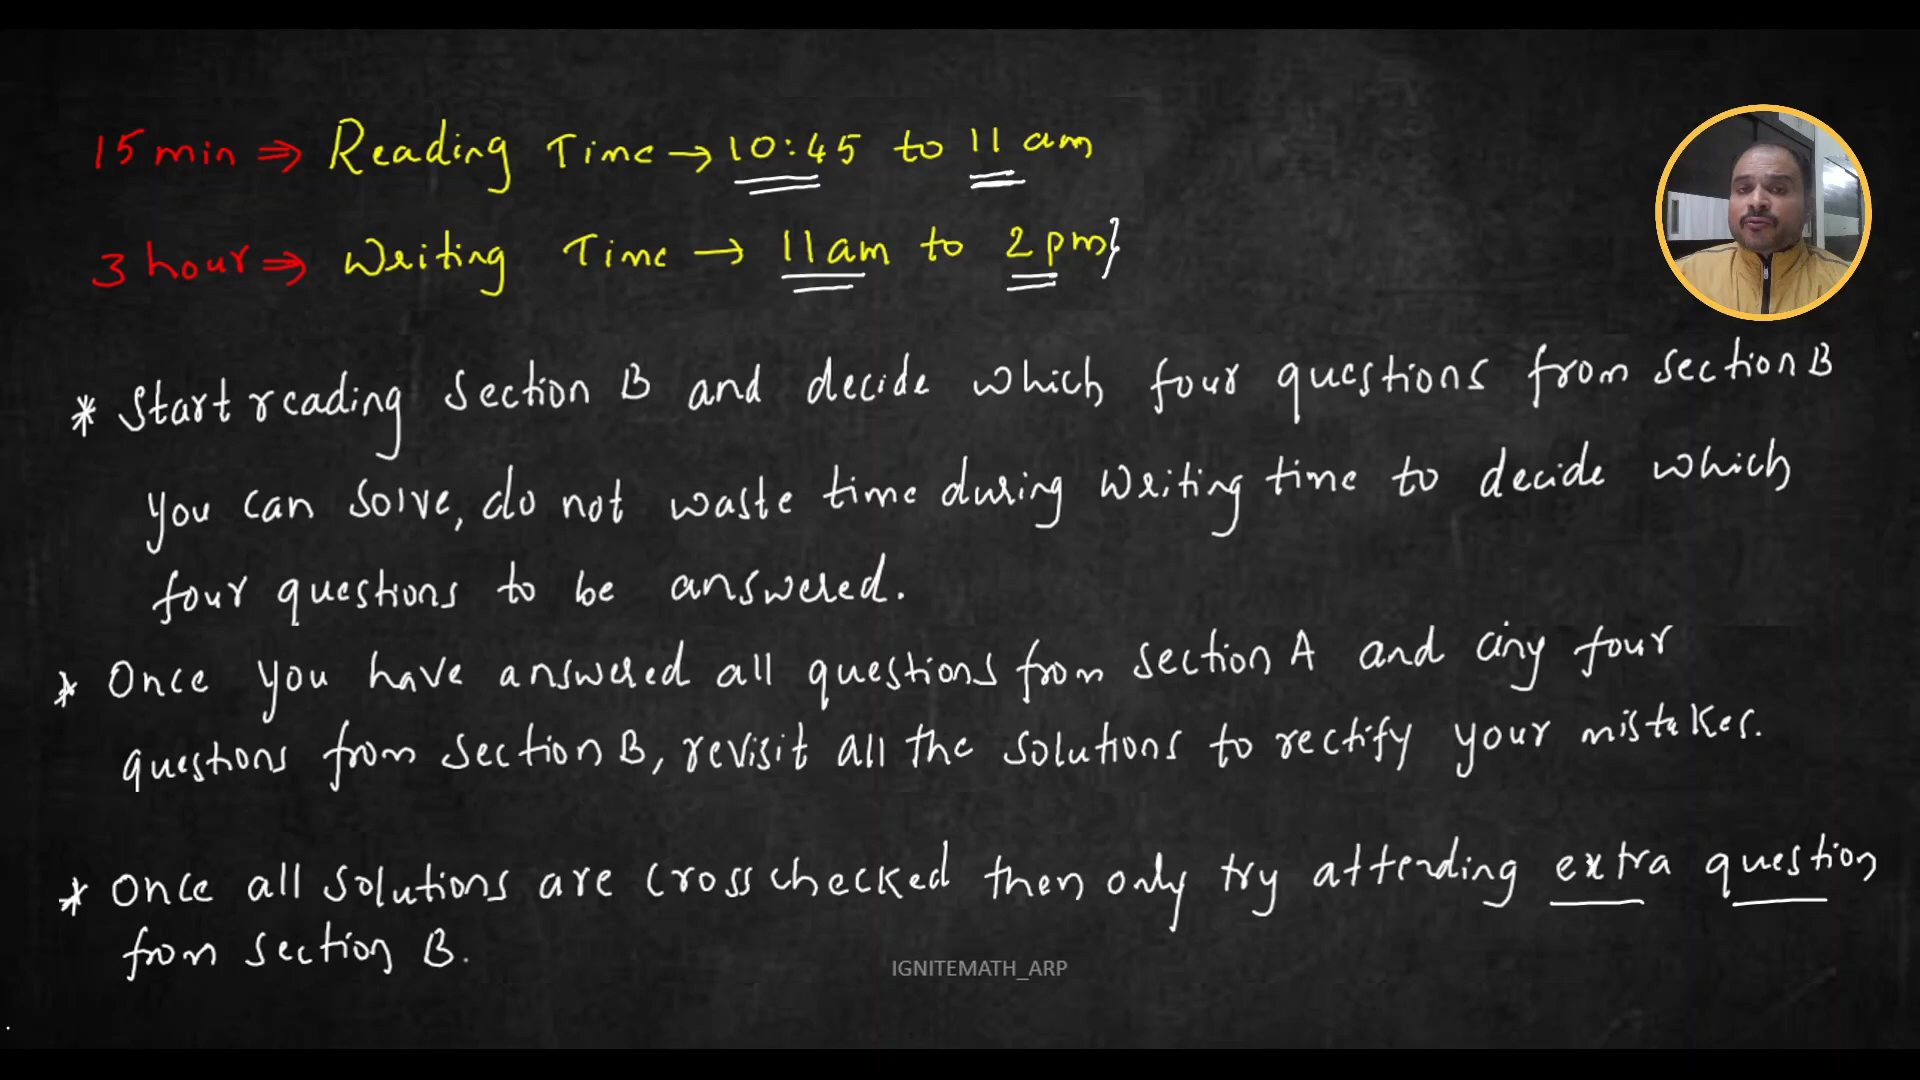 15 min ⇒ Reading Time → 10:45 to 11 am
3 hour ⇒ Writing Time → 11 am to 2 pm}
* Start reading Section B and decide which four questions from section B
you can solve, do not waste time during writing time to decide which
four questions to be answered.
* Once you have answered all questions from section A and any four
questions from section B, revisit all the solutions to rectify your mistakes.
* Once all solutions are cross checked then only try attending extra question
from section B.
IGNITEMATH_ARP